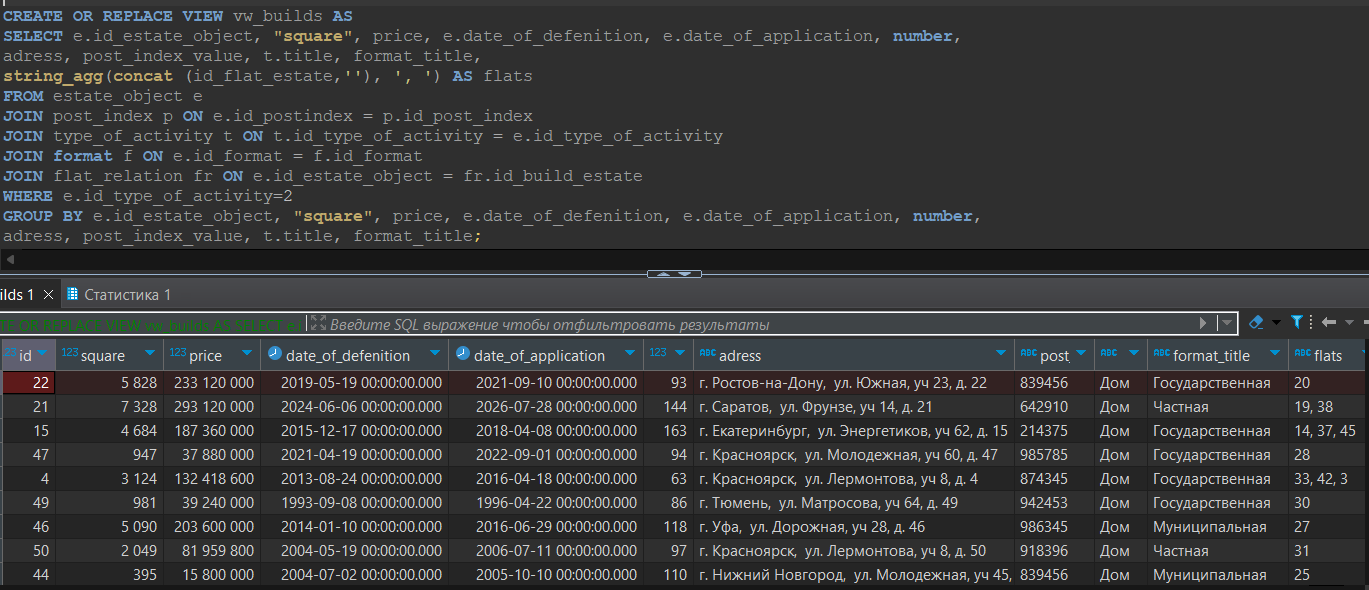 CREATE OR REPLACE VIEW vw_builds AS
SELECT e.id_estate_object, "square", price, e.date_of_defenition, e.date_of_application, number,
adress, post_index_value, t.title, format_title,
string_agg(concat (id_flat_estate,''), ', ') AS flats
FROM estate_object e
JOIN post_index p ON e.id_postindex = p.id_post_index
JOIN type_of_activity t ON t.id_type_of_activity = e.id_type_of_activity
JOIN format f ON e.id_format = f.id_format
JOIN flat_relation fr ON e.id_estate_object = fr.id_build_estate
WHERE e.id_type_of_activity=2
GROUP BY e.id_estate_object, "square", price, e.date_of_defenition, e.date_of_application, number,
adress, post_index_value, t.title, format_title;
ilds 1 Статистика 1
TE OR REPLACE VIEW vw_builds AS SELECT e.i Введите SQL выражение чтобы отфильтровать результаты
123 id 123 square 123 price date_of_defenition date_of_application 123 ABC adress ABC post_ ABC ABC format_title ABC flats
22 5 828 233 120 000 2019-05-19 00:00:00.000 2021-09-10 00:00:00.000 93 г. Ростов-на-Дону, ул. Южная, уч 23, д. 22 839456 Дом Государственная 20
21 7 328 293 120 000 2024-06-06 00:00:00.000 2026-07-28 00:00:00.000 144 г. Саратов, ул. Фрунзе, уч 14, д. 21 642910 Дом Частная 19, 38
15 4 684 187 360 000 2015-12-17 00:00:00.000 2018-04-08 00:00:00.000 163 г. Екатеринбург, ул. Энергетиков, уч 62, д. 15 214375 Дом Государственная 14, 37, 45
47 947 37 880 000 2021-04-19 00:00:00.000 2022-09-01 00:00:00.000 94 г. Красноярск, ул. Молодежная, уч 60, д. 47 985785 Дом Государственная 28
4 3 124 132 418 600 2013-08-24 00:00:00.000 2016-04-18 00:00:00.000 63 г. Красноярск, ул. Лермонтова, уч 8, д. 4 874345 Дом Государственная 33, 42, 3
49 981 39 240 000 1993-09-08 00:00:00.000 1996-04-22 00:00:00.000 86 г. Тюмень, ул. Матросова, уч 64, д. 49 942453 Дом Государственная 30
46 5 090 203 600 000 2014-01-10 00:00:00.000 2016-06-29 00:00:00.000 118 г. Уфа, ул. Дорожная, уч 28, д. 46 986345 Дом Муниципальная 27
50 2 049 81 959 800 2004-05-19 00:00:00.000 2006-07-11 00:00:00.000 97 г. Красноярск, ул. Лермонтова, уч 8, д. 50 918396 Дом Частная 31
44 395 15 800 000 2004-07-02 00:00:00.000 2005-10-10 00:00:00.000 110 г. Нижний Новгород, ул. Молодежная, уч 45, 839456 Дом Муниципальная 25